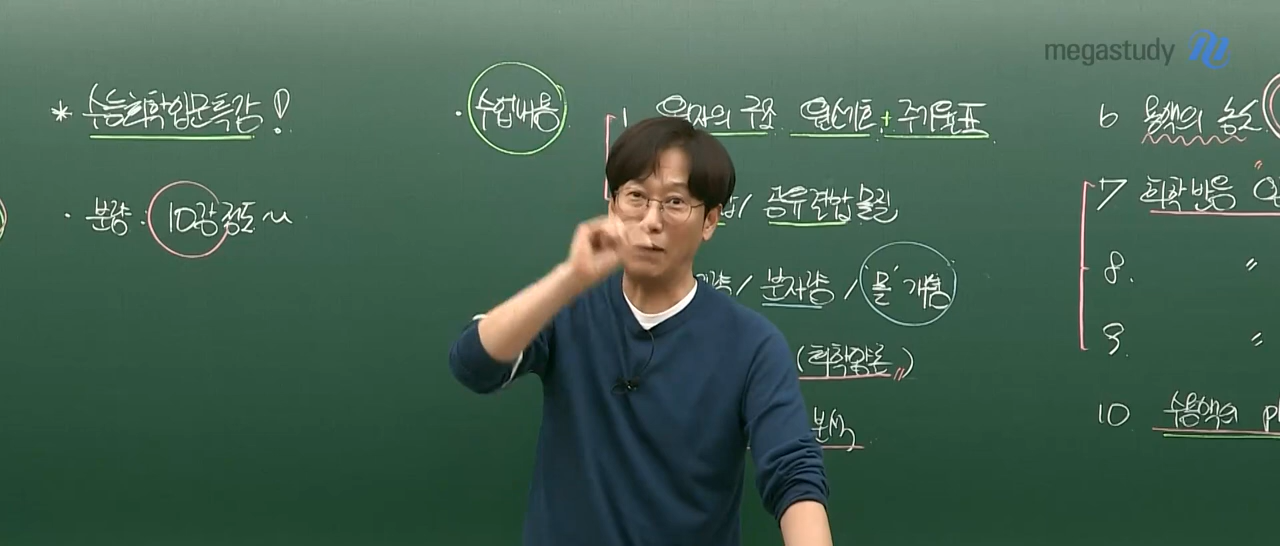 megastudy
* 수능화학입문특강!
· 분량 · 10강 정도 ~
· 수업내용
1 원자의 구조 원소기호 + 주기율표
/ 공유결합 물질
/ 분자량 / "몰" 개념
(화학양론)
분석
6 용액의 농도
7 화학 반응
8. "
9. "
10 수용액의 pH